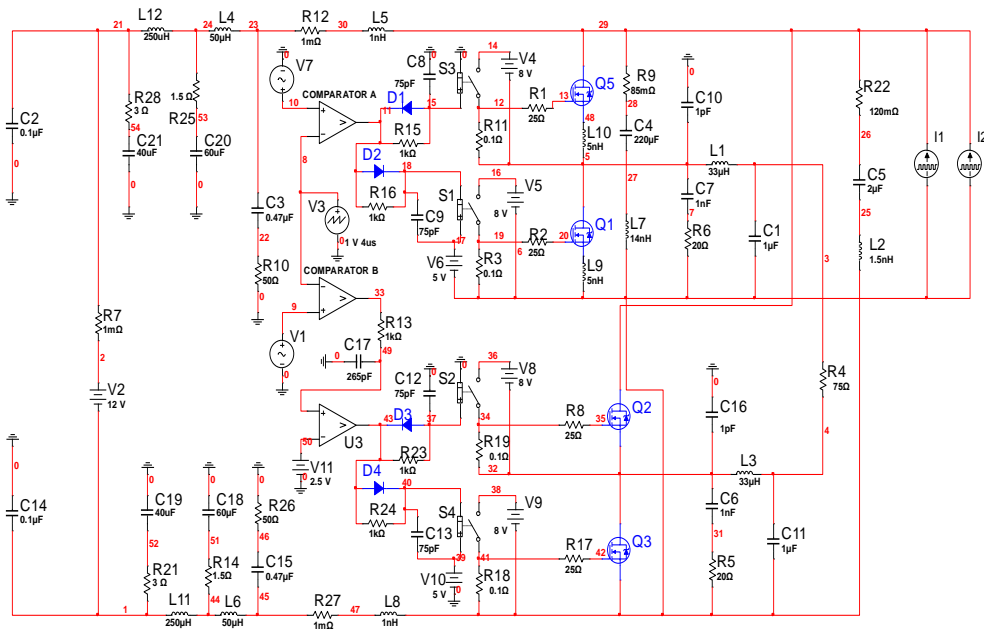 21 L12 24 L4 23 R12 30 L5 29
250uH 50µH 1mΩ 1nH
0 0 14
V7 C8 S3 V4
75pF 8 V Q5
R28 1.5 Ω 53 10 COMPARATOR A D1 15 12 R1 13 R9 C10 R22
3 Ω R25 11 25Ω 48 85mΩ 1pF 120mΩ
54 C21 C20 R15 R11 L10 28 26
C2 40uF 60uF 8 1kΩ 0.1Ω 5nH C4 L1 I1 I2
0.1µF D2 18 16 5 220µF 33µH C5
0 0 0 R16 S1 V5 27 C7 2µF
C3 V3 1kΩ C9 8 V 1nF 25
0.47µF 0 75pF 19 R2 20 Q1 L7 7 R6 C1 L2
22 1 V 4us 17 6 25Ω 14nH 20Ω 1µF 3 1.5nH
R10 COMPARATOR B V6 R3 L9
50Ω 33 5 V 0.1Ω 5nH
0 9
R7 V1 R13
1mΩ 0 1kΩ
2 C17 49 36
V2 0 265pF C12 S2 V8 0 R4
12 V 75pF 8 V Q2 C16 75Ω
43 D3 37 34 R8 35 1pF 4
50 U3 R19 25Ω
V11 R23 0.1Ω 32 L3
2.5 V 1kΩ 33µH
0 0 0 0 D4 40 38
C14 C19 C18 R26 R24 S4 V9 C6
0.1µF 40uF 60µF 50Ω 1kΩ C13 8 V 1nF C11
52 51 46 75pF 39 41 R17 42 Q3 31 1µF
R21 R14 C15 V10 R18 25Ω R5
3 Ω 1.5Ω 0.47µF 5 V 0 0.1Ω 20Ω
1 L11 44 L6 45 R27 47 L8
250µH 50µH 1mΩ 1nH